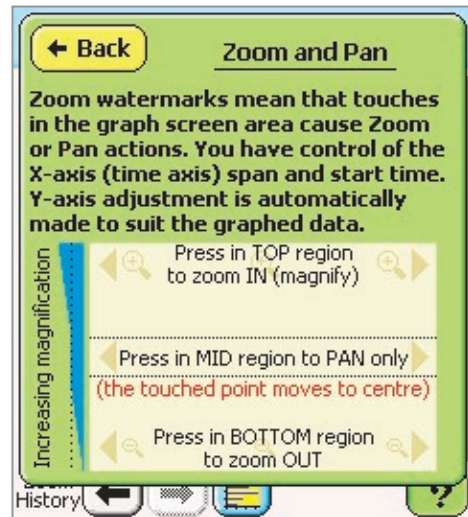 ← Back
Zoom and Pan
Zoom watermarks mean that touches
in the graph screen area cause Zoom
or Pan actions. You have control of the
X-axis (time axis) span and start time.
Y-axis adjustment is automatically
made to suit the graphed data.
Increasing magnification
Press in TOP region
to zoom IN (magnify)
Press in MID region to PAN only
(the touched point moves to centre)
Press in BOTTOM region
to zoom OUT
History
?